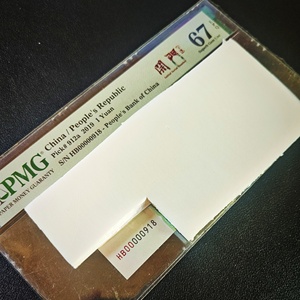 PMG
PAPER MONEY GUARANTY
China / People's Republic
Pick# 912a 2019 1 Yuan
S/N HB00000918 - People's Bank of China
67
HB00000918